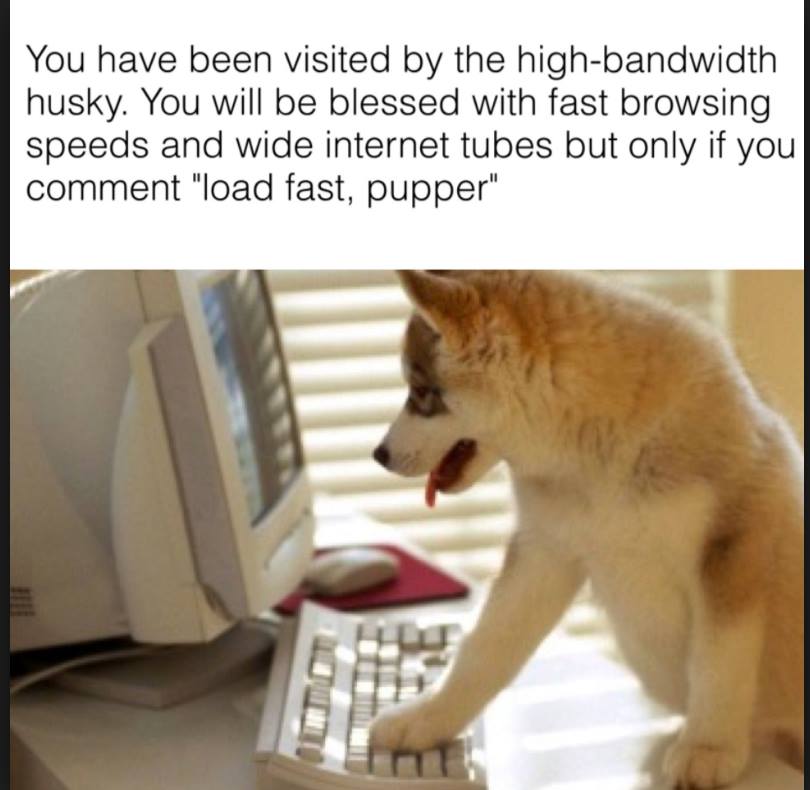 You have been visited by the high-bandwidth
husky. You will be blessed with fast browsing
speeds and wide internet tubes but only if you
comment "load fast, pupper"